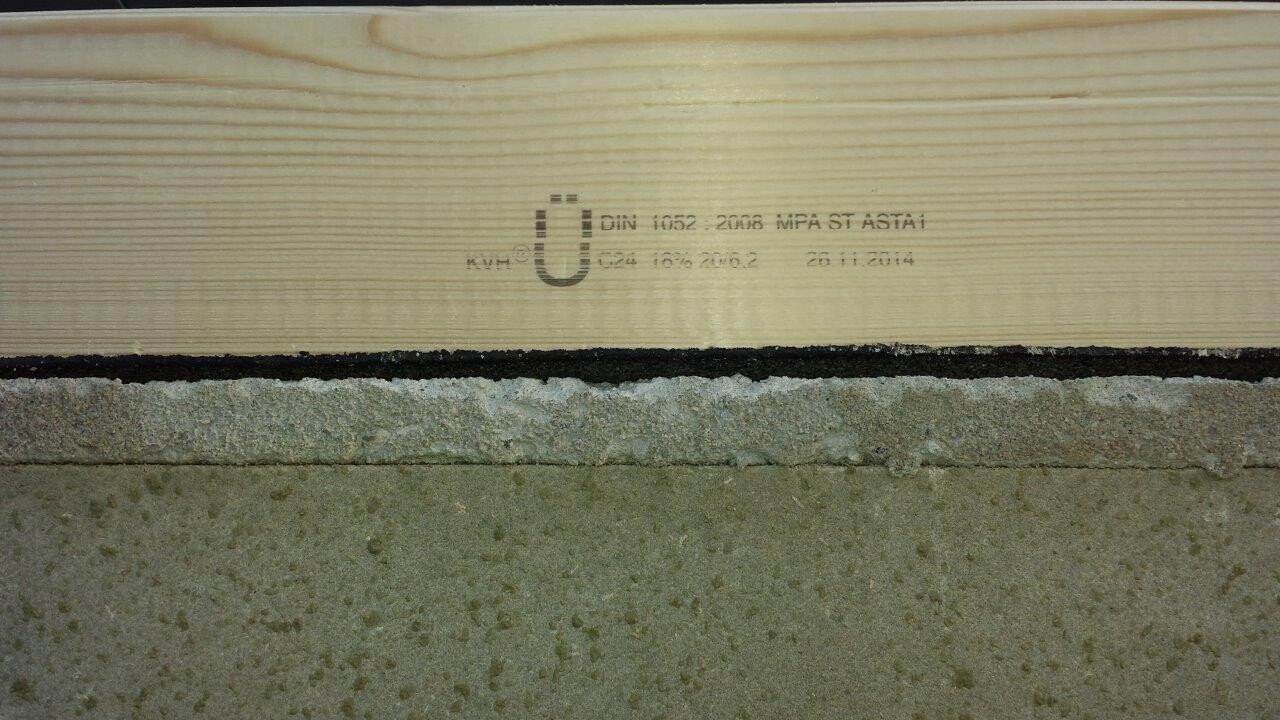 Ü DIN 1052 : 2008 MPA ST ASTA1
KVH® C24 18% 20/6,2 26.11.2014